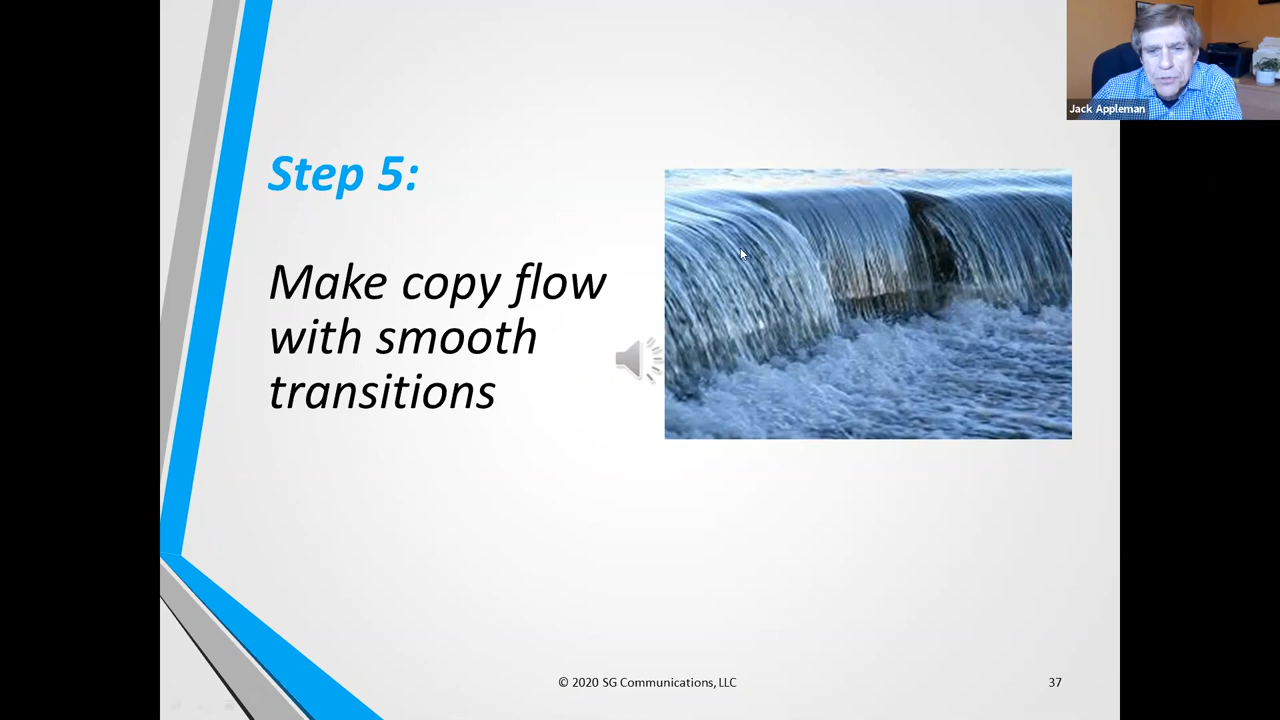 Jack Appleman
Step 5:
Make copy flow
with smooth
transitions
© 2020 SG Communications, LLC
37